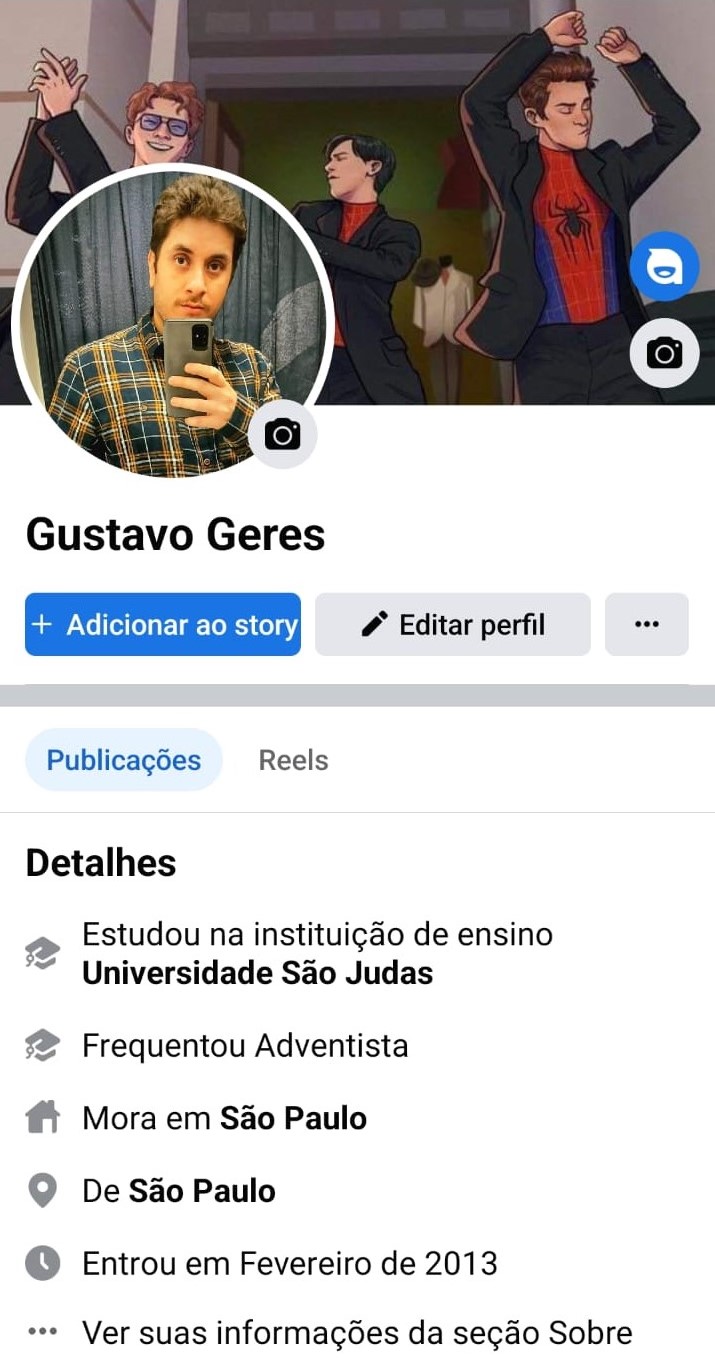 Gustavo Geres
+ Adicionar ao story
Editar perfil
...
Publicações
Reels
Detalhes
Estudou na instituição de ensino
Universidade São Judas
Frequentou Adventista
Mora em São Paulo
De São Paulo
Entrou em Fevereiro de 2013
... Ver suas informações da seção Sobre